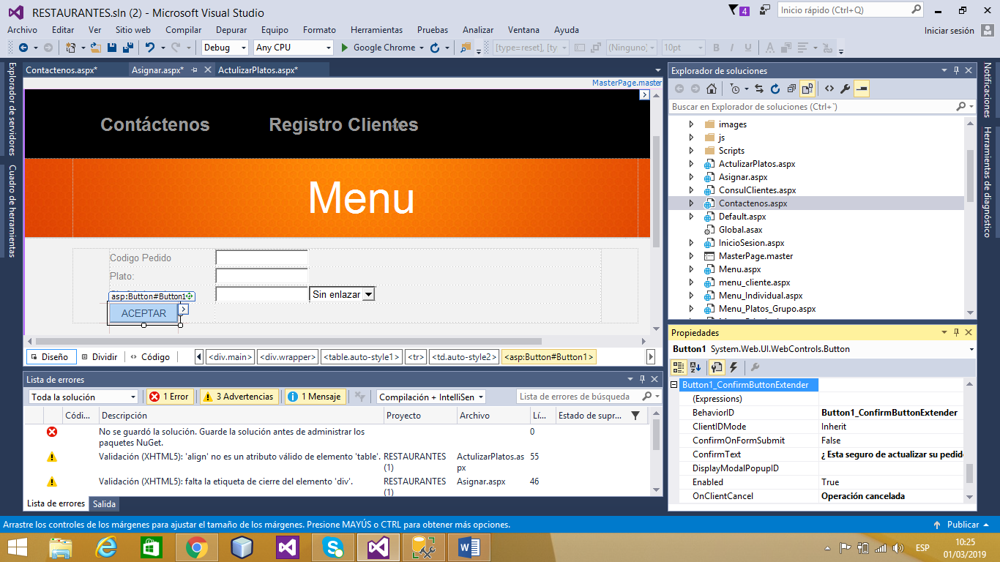 RESTAURANTES.sln (2) - Microsoft Visual Studio
4
Inicio rápido (Ctrl+Q)
Archivo Editar Ver Sitio web Compilar Depurar Equipo Formato Herramientas Pruebas Analizar Ventana Ayuda
Iniciar sesión
Debug Any CPU Google Chrome [type=reset], [ty (Ninguno) 10pt B I U A
Explorador de servidores
Cuadro de herramientas
Contactenos.aspx* Asignar.aspx* ActulizarPlatos.aspx*
MasterPage.master
Contáctenos Registro Clientes
Menu
Codigo Pedido
Plato:
Sin enlazar
asp:Button#Button1
ACEPTAR
Diseño Dividir Código <div.main> <div.wrapper> <table.auto-style1> <tr> <td.auto-style2> <asp:Button#Button1>
Lista de errores
Toda la solución 1 Error 3 Advertencias 1 Mensaje Compilación + IntelliSen Lista de errores de búsqueda
Códi... Descripción Proyecto Archivo Lí... Estado de supr...
No se guardó la solución. Guarde la solución antes de administrar los paquetes NuGet. 0
Validación (XHTML5): 'align' no es un atributo válido de elemento 'table'. RESTAURANTES (1) ActulizarPlatos.aspx 55
Validación (XHTML5): falta la etiqueta de cierre del elemento 'div'. RESTAURANTES (1) Asignar.aspx 46
Lista de errores Salida
Explorador de soluciones
Buscar en Explorador de soluciones (Ctrl+`)
images
js
Scripts
ActulizarPlatos.aspx
Asignar.aspx
ConsulClientes.aspx
Contactenos.aspx
Default.aspx
Global.asax
InicioSesion.aspx
MasterPage.master
Menu.aspx
menu_cliente.aspx
Menu_Individual.aspx
Menu_Platos_Grupo.aspx
Propiedades
Button1 System.Web.UI.WebControls.Button
Button1_ConfirmButtonExtender
(Expressions)
BehaviorID Button1_ConfirmButtonExtender
ClientIDMode Inherit
ConfirmOnFormSubmit False
ConfirmText ¿ Esta seguro de actualizar su pedido
DisplayModalPopupID
Enabled True
OnClientCancel Operación cancelada
Notificaciones
Herramientas de diagnóstico
Arrastre los controles de los márgenes para ajustar el tamaño de los márgenes. Presione MAYÚS o CTRL para obtener más opciones.
Publicar
ESP
10:25
01/03/2019